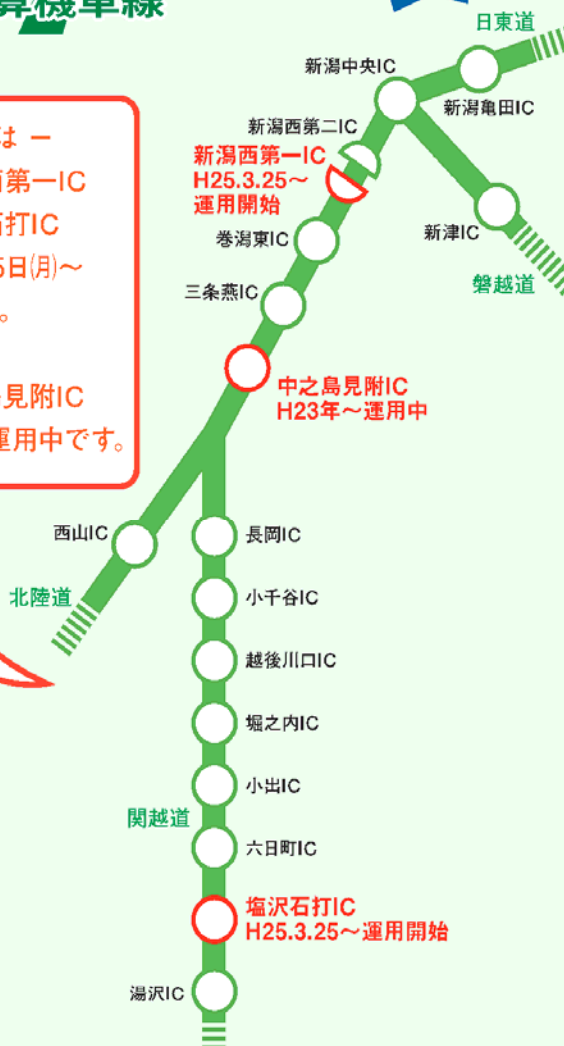 算機車線
日東道
新潟中央IC
新潟亀田IC
新潟西第二IC
新潟西第一IC
H25.3.25～
運用開始
は ー
西第一IC
石打IC
5日(月)～
。
見附IC
運用中です。
新津IC
磐越道
巻潟東IC
三条燕IC
中之島見附IC
H23年～運用中
西山IC
北陸道
長岡IC
小千谷IC
越後川口IC
堀之内IC
小出IC
関越道
六日町IC
塩沢石打IC
H25.3.25～運用開始
湯沢IC